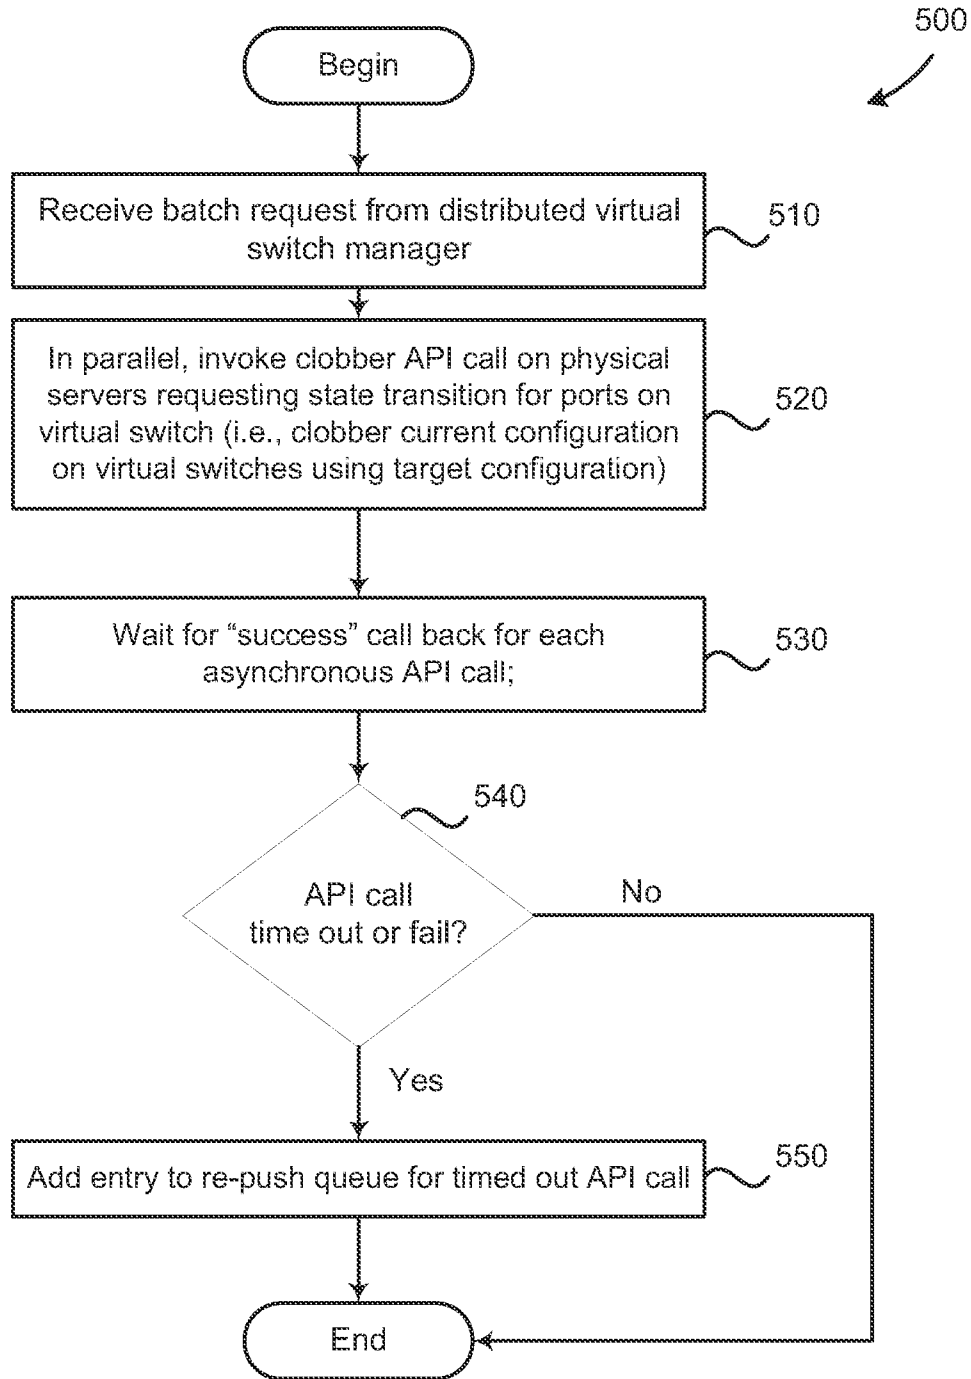 500
Begin
Receive batch request from distributed virtual
switch manager
510
In parallel, invoke clobber API call on physical
servers requesting state transition for ports on
virtual switch (i.e., clobber current configuration
on virtual switches using target configuration)
520
Wait for “success” call back for each
asynchronous API call;
530
540
API call
time out or fail?
No
Yes
Add entry to re-push queue for timed out API call
550
End